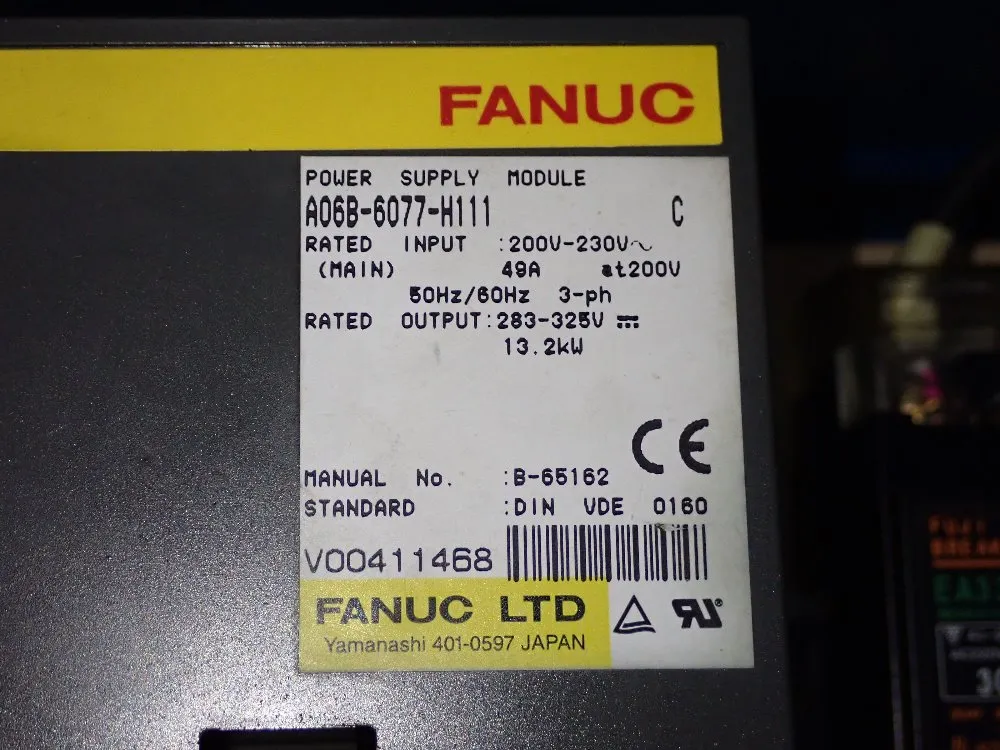 FANUC
POWER SUPPLY MODULE
A06B-6077-H111 C
RATED INPUT :200V-230V~
(MAIN) 49A at200V
50Hz/60Hz 3-ph
RATED OUTPUT:283-325V ⎓
13.2kW
CE
MANUAL No. :B-65162
STANDARD :DIN VDE 0160
V00411468
FANUC LTD
Yamanashi 401-0597 JAPAN
FUJI